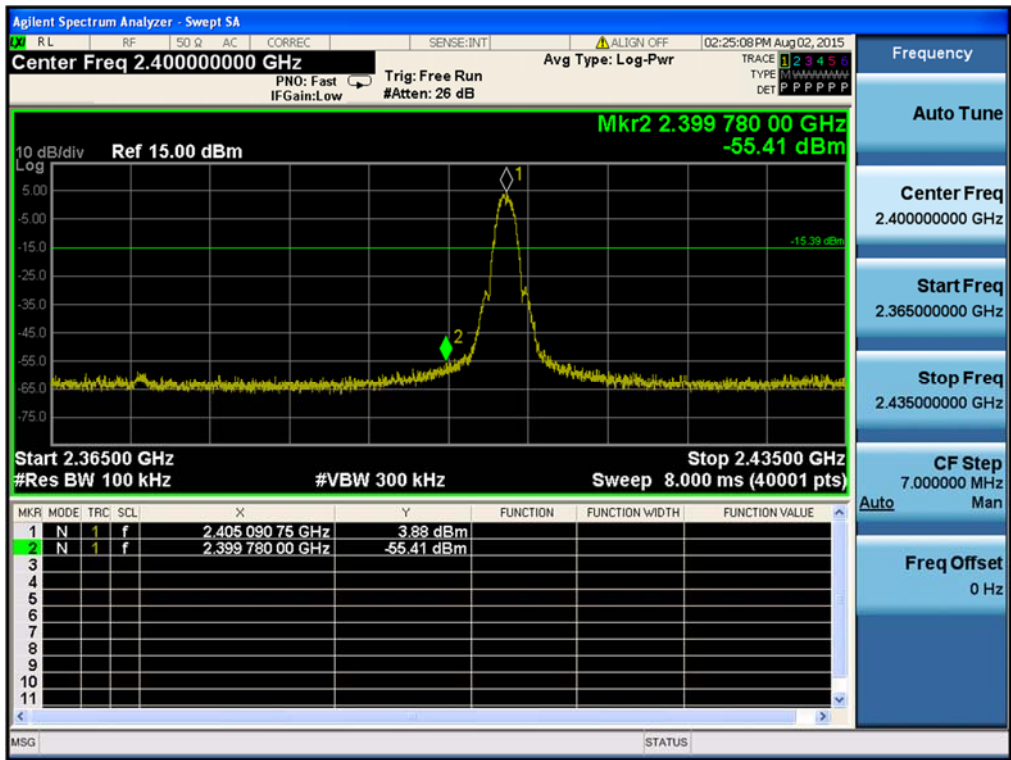 Agilent Spectrum Analyzer - Swept SA
LXI RL RF 50 Ω AC CORREC SENSE:INT ALIGN OFF 02:25:08 PM Aug 02, 2015
Center Freq 2.400000000 GHz
PNO: Fast
IFGain:Low
Trig: Free Run
#Atten: 26 dB
Avg Type: Log-Pwr
TRACE 1 2 3 4 5 6
TYPE M WWWWW
DET P P P P P P
Mkr2 2.399 780 00 GHz
-55.41 dBm
10 dB/div Ref 15.00 dBm
Log
5.00
-5.00
-15.0
-25.0
-35.0
-45.0
-55.0
-65.0
-75.0
1
-15.39 dBm
2
Start 2.36500 GHz Stop 2.43500 GHz
#Res BW 100 kHz #VBW 300 kHz Sweep 8.000 ms (40001 pts)
MKR MODE TRC SCL X Y FUNCTION FUNCTION WIDTH FUNCTION VALUE
1 N 1 f 2.405 090 75 GHz 3.88 dBm
2 N 1 f 2.399 780 00 GHz -55.41 dBm
3
4
5
6
7
8
9
10
11
MSG STATUS
Frequency
Auto Tune
Center Freq
2.400000000 GHz
Start Freq
2.365000000 GHz
Stop Freq
2.435000000 GHz
CF Step
7.000000 MHz
Auto Man
Freq Offset
0 Hz